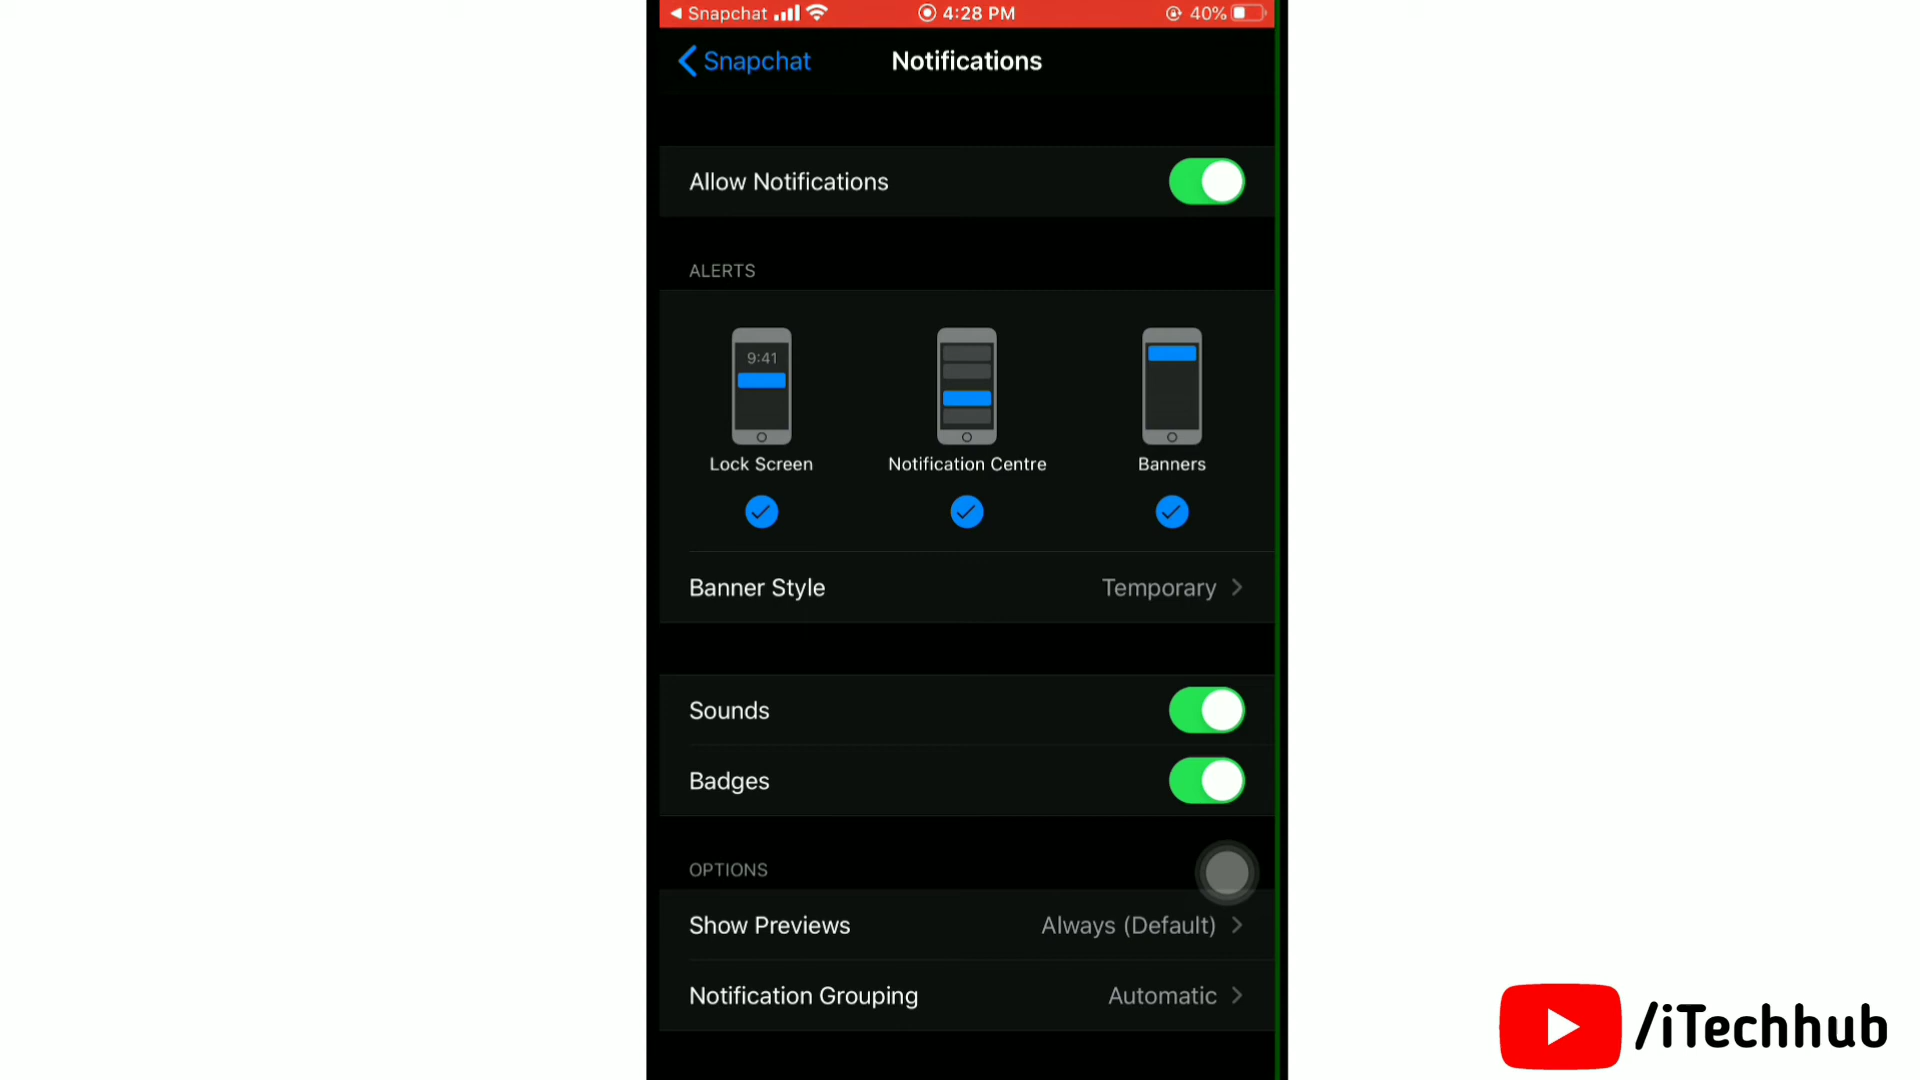 Snapchat 4:28 PM 40%
Snapchat Notifications
Allow Notifications
ALERTS
9:41
Lock Screen Notification Centre Banners
Banner Style Temporary
Sounds
Badges
OPTIONS
Show Previews Always (Default)
Notification Grouping Automatic
/iTechhub